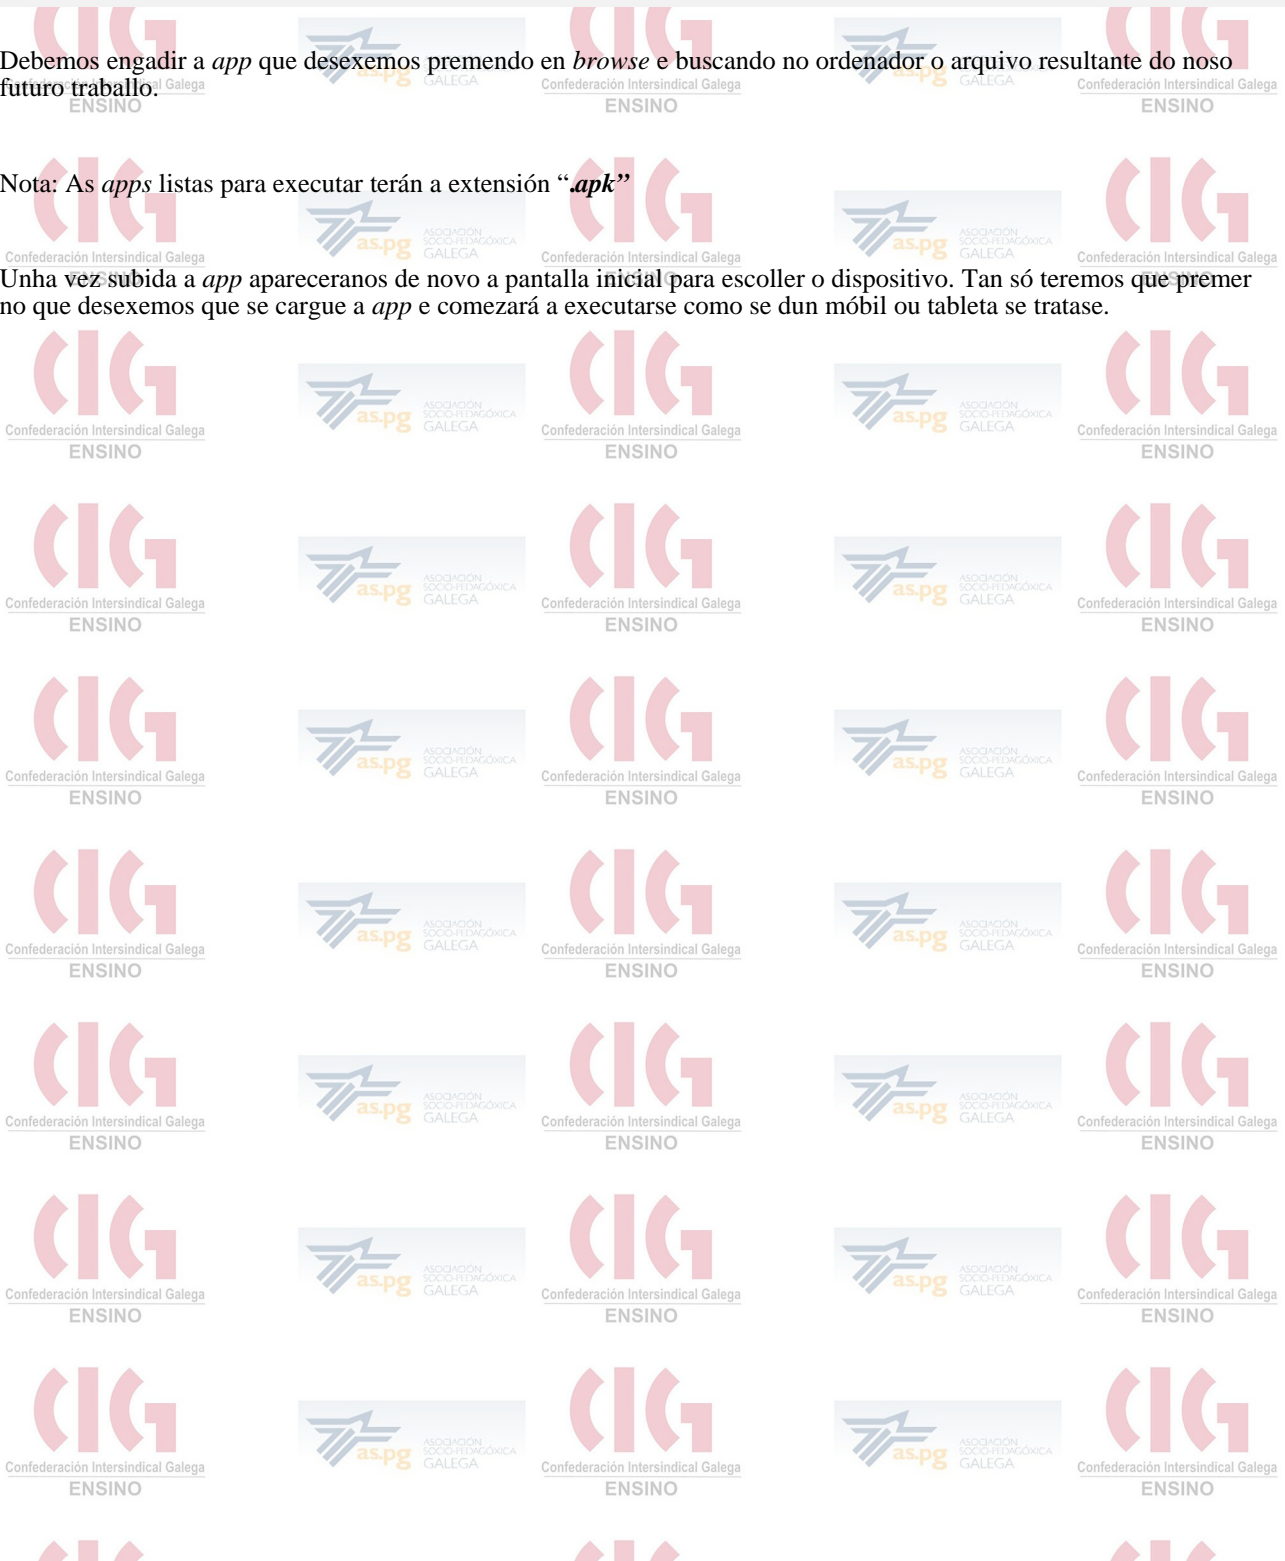 Debemos engadir a app que desexemos premendo en browse e buscando no ordenador o arquivo resultante do noso
futuro traballo.
Nota: As apps listas para executar terán a extensión “.apk”
Unha vez subida a app apareceranos de novo a pantalla inicial para escoller o dispositivo. Tan só teremos que premer
no que desexemos que se cargue a app e comezará a executarse como se dun móbil ou tableta se tratase.
CIG
Confederación Intersindical Galega
ENSINO
as.pg
ASOCIACIÓN
SOCIO-PEDAGÓXICA
GALEGA